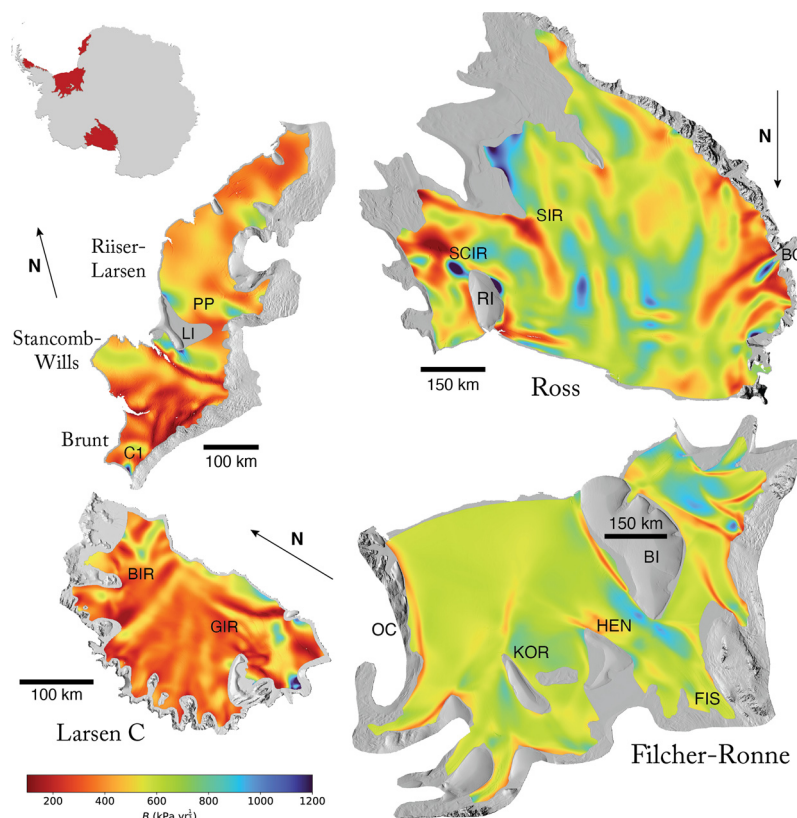 N
Riiser-
Larsen
PP
LI
Stancomb-
Wills
Brunt
C1
100 km
N
SIR
SCIR
RI
150 km
Ross
N
BIR
GIR
100 km
Larsen C
150 km
BI
OC
HEN
KOR
FIS
Filcher-Ronne
200 400 600 800 1000 1200